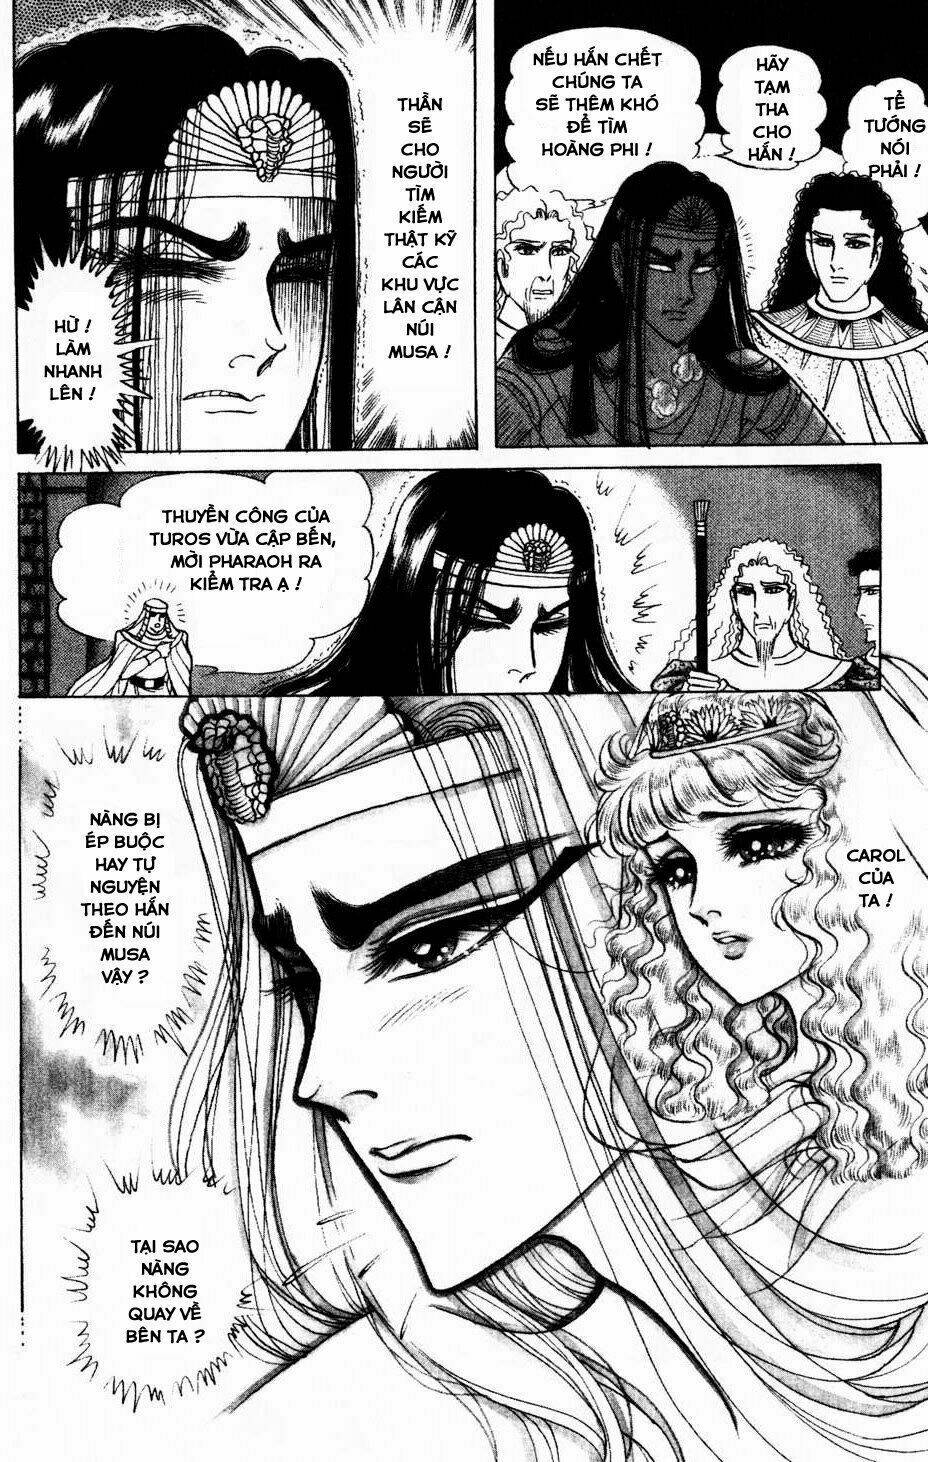 THẦN
SẼ
CHO
NGƯỜI
TÌM
KIẾM
THẬT KỸ
CÁC
KHU VỰC
LÂN CẬN
NÚI
MUSA !
HỪ !
LÀM
NHANH
LÊN !
NẾU HẮN CHẾT
CHÚNG TA
SẼ THÊM KHÓ
ĐỂ TÌM
HOÀNG PHI !
HÃY
TẠM
THA
CHO
HẮN !
TỂ
TƯỚNG
NÓI
PHẢI !
THUYỀN CÔNG CỦA
TUROS VỪA CẬP BẾN,
MỜI PHARAOH RA
KIỂM TRA Ạ !
NÀNG BỊ
ÉP BUỘC
HAY TỰ
NGUYỆN
THEO HẮN
ĐẾN NÚI
MUSA
VẬY ?
CAROL
CỦA
TA !
TẠI SAO
NÀNG
KHÔNG
QUAY VỀ
BÊN TA ?